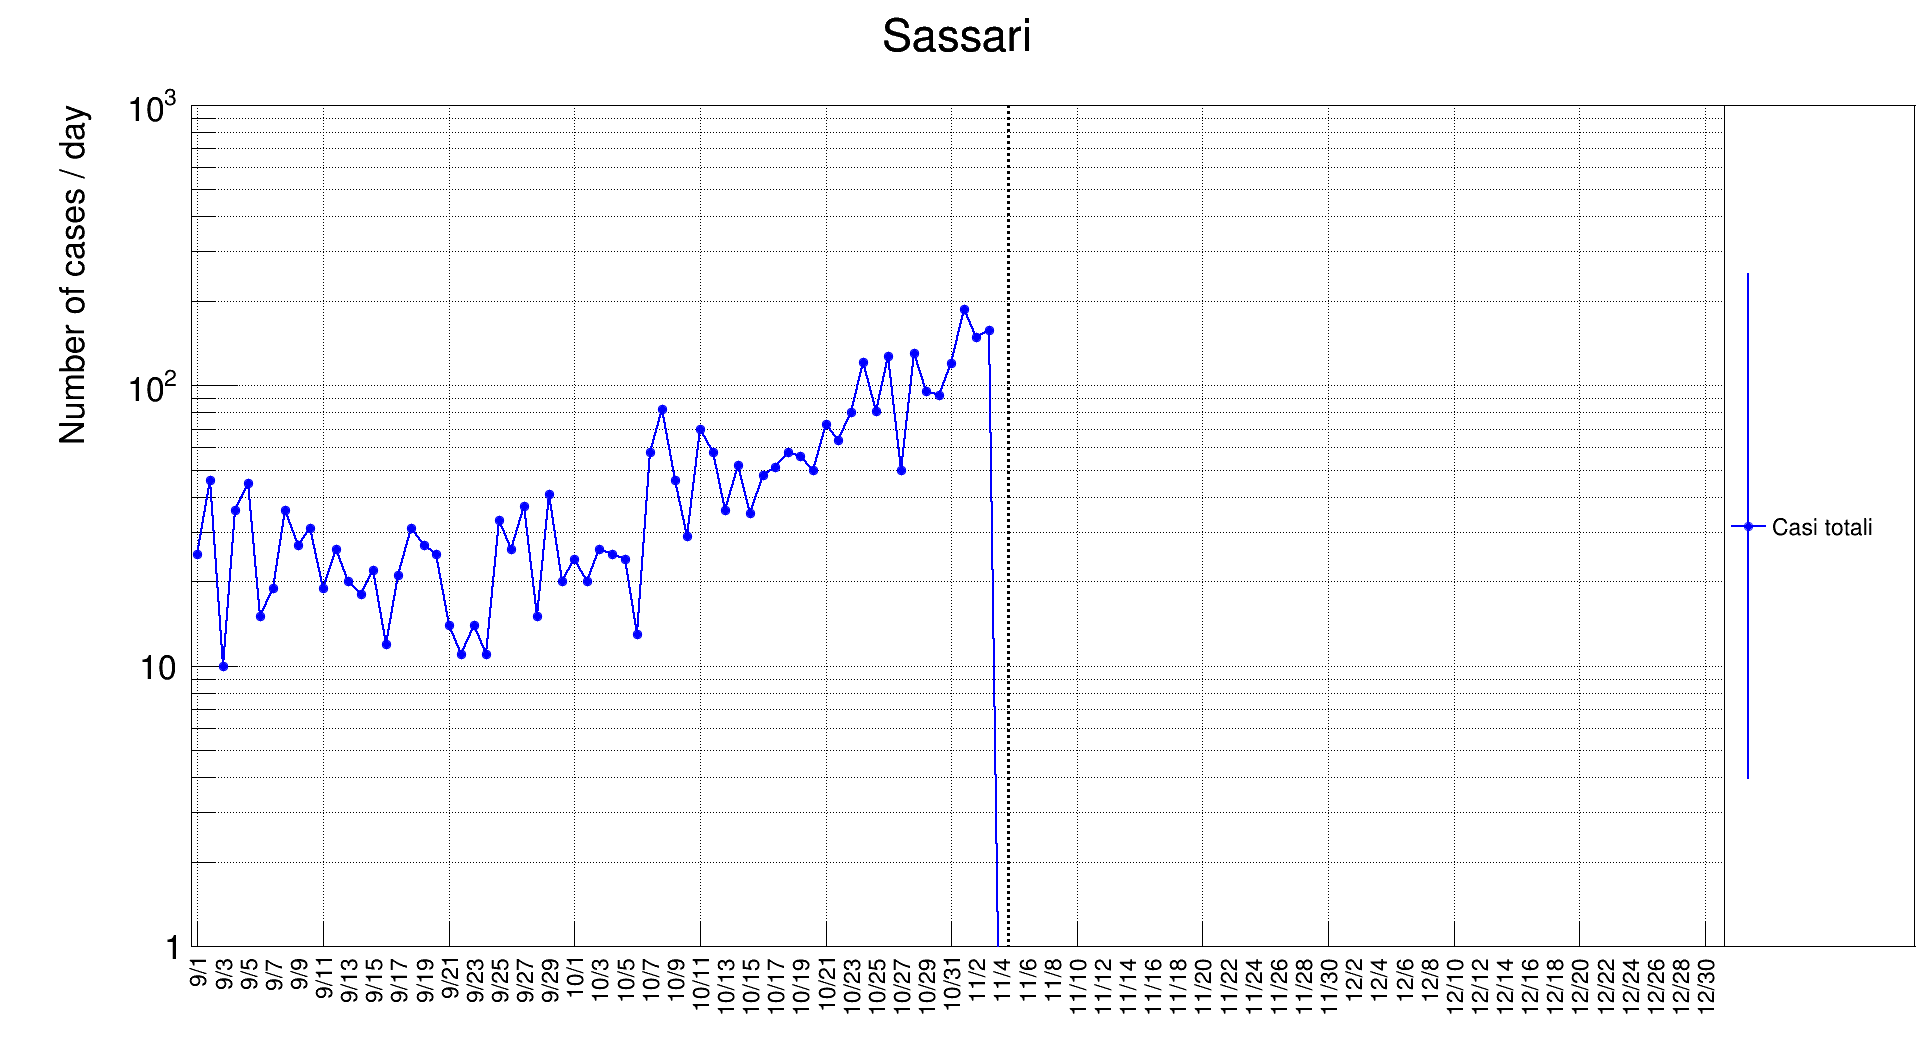 Sassari
Number of cases / day
10³
10²
10
1
9/1 9/3 9/5 9/7 9/9 9/11 9/13 9/15 9/17 9/19 9/21 9/23 9/25 9/27 9/29 10/1 10/3 10/5 10/7 10/9 10/11 10/13 10/15 10/17 10/19 10/21 10/23 10/25 10/27 10/29 10/31 11/2 11/4 11/6 11/8 11/10 11/12 11/14 11/16 11/18 11/20 11/22 11/24 11/26 11/28 11/30 12/2 12/4 12/6 12/8 12/10 12/12 12/14 12/16 12/18 12/20 12/22 12/24 12/26 12/28 12/30
Casi totali